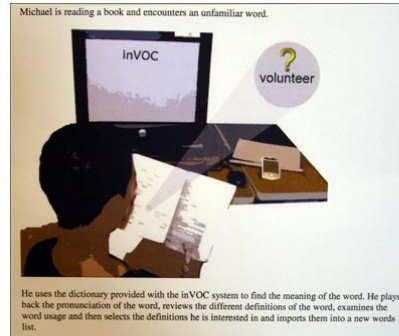 Michael is reading a book and encounters an unfamiliar word.
inVOC
?
volunteer
He uses the dictionary provided with the inVOC system to find the meaning of the word. He plays
back the pronunciation of the word, reviews the different definitions of the word, examines the
word usage and then selects the definitions he is interested in and imports them into a new words
list.